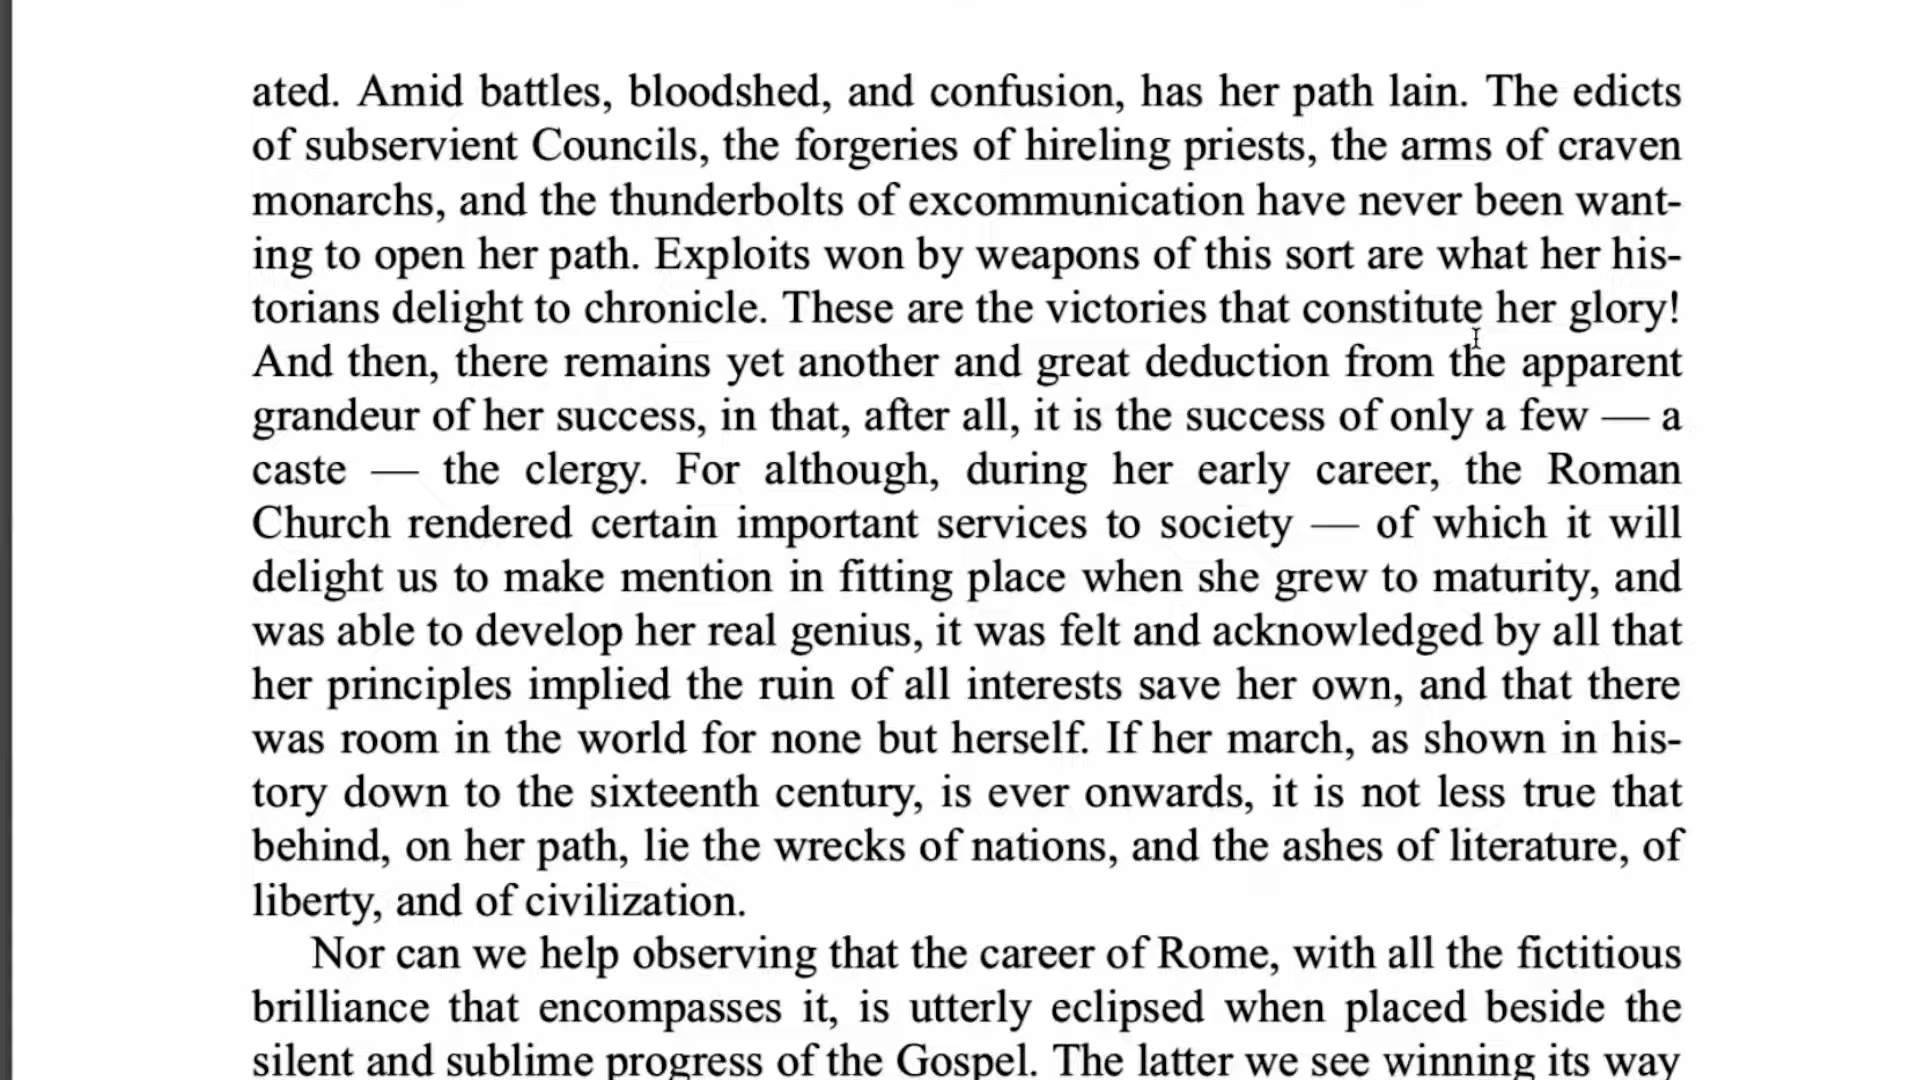 ated. Amid battles, bloodshed, and confusion, has her path lain. The edicts
of subservient Councils, the forgeries of hireling priests, the arms of craven
monarchs, and the thunderbolts of excommunication have never been want-
ing to open her path. Exploits won by weapons of this sort are what her his-
torians delight to chronicle. These are the victories that constitute her glory!
And then, there remains yet another and great deduction from the apparent
grandeur of her success, in that, after all, it is the success of only a few — a
caste — the clergy. For although, during her early career, the Roman
Church rendered certain important services to society — of which it will
delight us to make mention in fitting place when she grew to maturity, and
was able to develop her real genius, it was felt and acknowledged by all that
her principles implied the ruin of all interests save her own, and that there
was room in the world for none but herself. If her march, as shown in his-
tory down to the sixteenth century, is ever onwards, it is not less true that
behind, on her path, lie the wrecks of nations, and the ashes of literature, of
liberty, and of civilization.
Nor can we help observing that the career of Rome, with all the fictitious
brilliance that encompasses it, is utterly eclipsed when placed beside the
silent and sublime progress of the Gospel. The latter we see winning its way